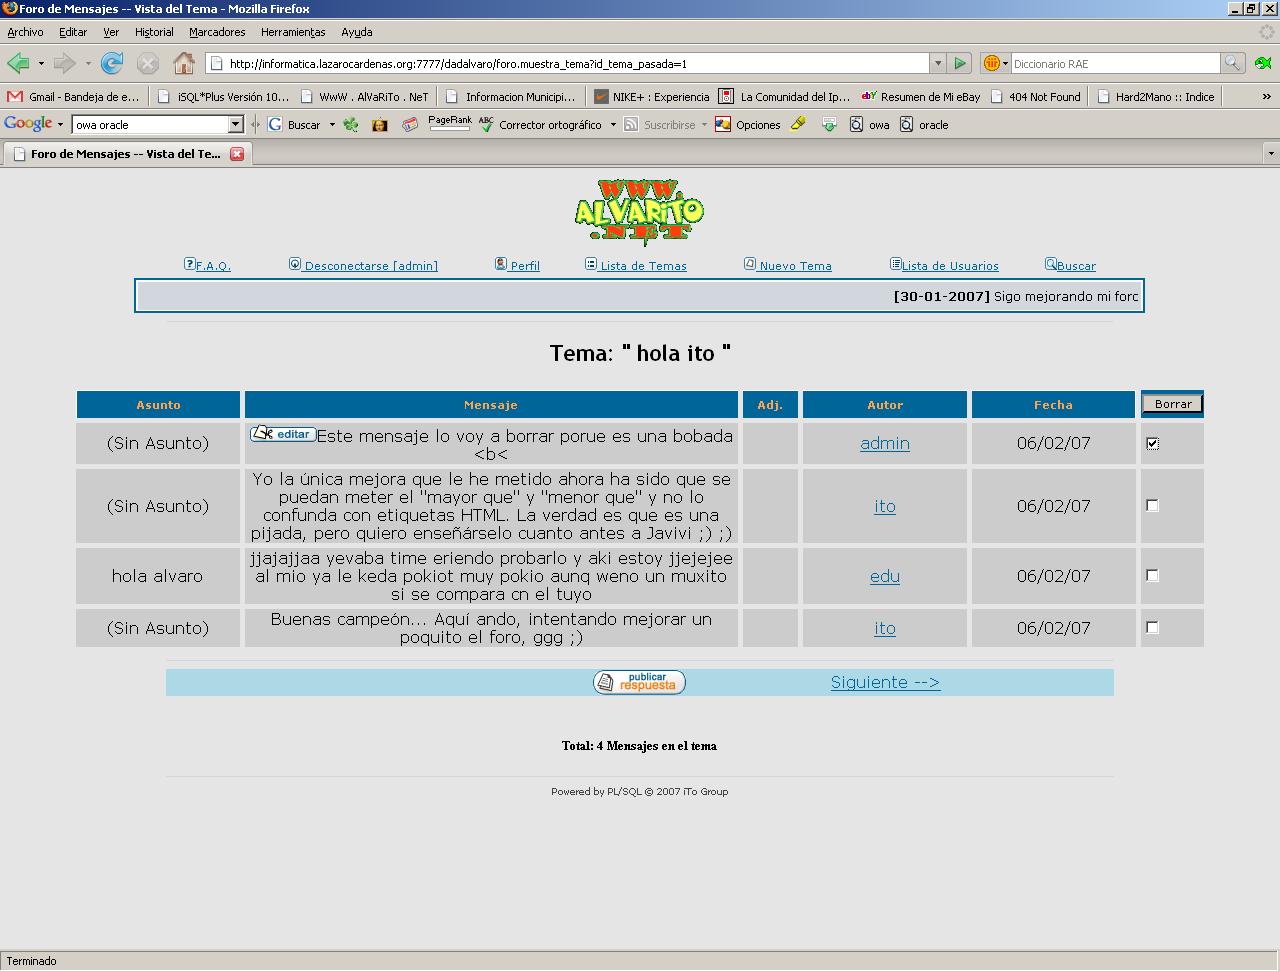 Foro de Mensajes -- Vista del Tema - Mozilla Firefox
Archivo Editar Ver Historial Marcadores Herramientas Ayuda
http://informatica.lazarocardenas.org:7777/dadalvaro/foro.muestra_tema?id_tema_pasada=1
Diccionario RAE
Gmail - Bandeja de e... iSQL*Plus Versión 10... WwW . AlVaRiTo . NeT Informacion Municipi... NIKE+ : Experiencia La Comunidad del Ip... Resumen de Mi eBay 404 Not Found Hard2Mano :: Indice »
Google owa oracle Buscar PageRank ABC Corrector ortográfico Suscribirse Opciones owa oracle
Foro de Mensajes -- Vista del Te...
WWW.
ALVARiTO
.NET
F.A.Q. Desconectarse [admin] Perfil Lista de Temas Nuevo Tema Lista de Usuarios Buscar
[30-01-2007] Sigo mejorando mi forc
Tema: " hola ito "
Asunto Mensaje Adj. Autor Fecha Borrar
(Sin Asunto) editar Este mensaje lo voy a borrar porue es una bobada admin 06/02/07
<b<
Yo la única mejora que le he metido ahora ha sido que se
puedan meter el "mayor que" y "menor que" y no lo
(Sin Asunto) ito 06/02/07
confunda con etiquetas HTML. La verdad es que es una
pijada, pero quiero enseñárselo cuanto antes a Javivi ;) ;)
jjajajjaa yevaba time eriendo probarlo y aki estoy jjejejee
hola alvaro al mio ya le keda pokiot muy pokio aunq weno un muxito edu 06/02/07
si se compara cn el tuyo
(Sin Asunto) Buenas campeón... Aquí ando, intentando mejorar un ito 06/02/07
poquito el foro, ggg ;)
publicar respuesta Siguiente -->
Total: 4 Mensajes en el tema
Powered by PL/SQL © 2007 iTo Group
Terminado